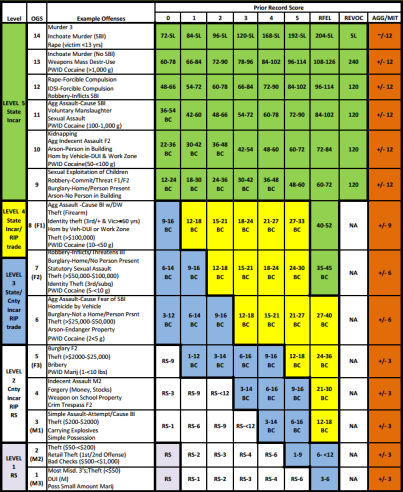 Level OGS Example Offenses Prior Record Score AGG/MIT
0 1 2 3 4 5 RFEL REVOC
14 Murder 3 72-SL 84-SL 96-SL 120-SL 168-SL 192-SL 204-SL SL ~/-12
Inchoate Murder (SBI)
Rape (victim <13 yrs)
13 Inchoate Murder (No SBI) 60-78 66-84 72-90 78-96 84-102 96-114 108-126 240 +/- 12
Weapons Mass Destr-Use
PWID Cocaine (>1,000 g)
12 Rape-Forcible Compulsion 48-66 54-72 60-78 66-84 72-90 84-102 96-114 120 +/- 12
IDSI-Forcible Compulsion
Robbery-Inflicts SBI
LEVEL 5
State
Incar
11 Agg Assault-Cause SBI 36-54 BC 42-60 48-66 54-72 60-78 72-90 84-102 120 +/- 12
Voluntary Manslaughter
Sexual Assault
PWID Cocaine (100-1,000 g)
10 Kidnapping 22-36 BC 30-42 BC 36-48 BC 42-54 48-60 60-72 72-84 120 +/- 12
Agg Indecent Assault F2
Arson-Person in Building
Hom by Vehicle-DUI & Work Zone
PWID Cocaine(50-<100 g)
9 Sexual Exploitation of Children 12-24 BC 18-30 BC 24-36 BC 30-42 BC 36-48 BC 48-60 60-72 120 +/- 12
Robbery-Commit/Threat F1/F2
Burglary-Home/Person Present
Arson-No Person in Building
LEVEL 4
State
Incar/
RIP
trade
8 (F1) Agg Assault -Cause BI w/DW 9-16 BC 12-18 BC 15-21 BC 18-24 BC 21-27 BC 27-33 BC 40-52 NA +/- 9
Theft (Firearm)
Identity theft (3rd/+ & Vic>=60 yrs)
Hom by Veh-DUI or Work Zone
Theft (>$100,000)
PWID Cocaine (10-<50 g)
LEVEL
3
State/
Cnty
Incar
RIP
trade
7 (F2) Robbery-Inflicts/Threatens BI 6-14 BC 9-16 BC 12-18 BC 15-21 BC 18-24 BC 24-30 BC 35-45 BC NA +/- 6
Burglary-Home/No Person Present
Statutory Sexual Assault
Theft (>$50,000-$100,000)
Identity Theft (3rd/subq)
PWID Cocaine (5-<10 g)
6 Agg Assault-Cause Fear of SBI 3-12 BC 6-14 BC 9-16 BC 12-18 BC 15-21 BC 21-27 BC 27-40 BC NA +/- 6
Homicide by Vehicle
Burglary-Not a Home/Person Prsnt
Theft (>$25,000-$50,000)
Arson-Endanger Property
PWID Cocaine (2<5 g)
LEVEL
2
Cnty
Incar
RIP
RS
5 (F3) Burglary F2 RS-9 1-12 BC 3-14 BC 6-16 BC 9-16 BC 12-18 BC 24-36 BC NA +/- 3
Theft (>$2000-$25,000)
Bribery
PWID Marij (1-<10 lbs)
4 Indecent Assault M2 RS-3 RS-9 RS-<12 3-14 BC 6-16 BC 9-16 BC 21-30 BC NA +/- 3
Forgery (Money, Stocks)
Weapon on School Property
Crim Trespass F2
3 (M1) Simple Assault-Attempt/Cause BI RS-1 RS-6 RS-9 RS-<12 3-14 BC 6-16 BC 12-18 BC NA +/- 3
Theft ($200-$2000)
Carrying Explosives
Simple Possession
LEVEL
1
RS
2 (M2) Theft ($50-<$200) RS RS-2 RS-3 RS-4 RS-6 1-9 6- <12 NA +/- 3
Retail Theft (1st/2nd Offense)
Bad Checks ($500-<$1,000)
1 (M3) Most Misd. 3's;Theft (<$50) RS RS-1 RS-2 RS-3 RS-4 RS-6 3-6 NA +/- 3
DUI (M)
Poss Small Amount Marij